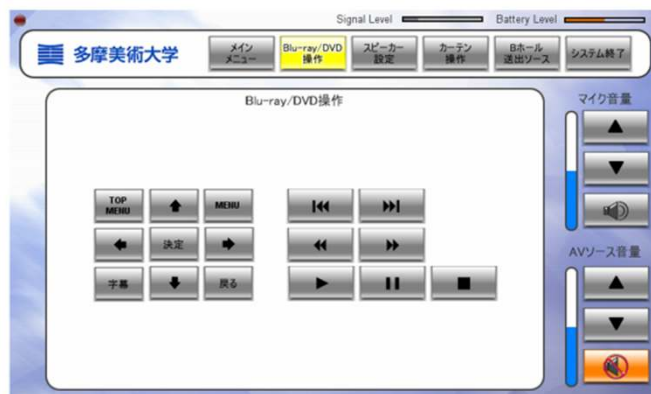 Signal Level
Battery Level
多摩美術大学
メイン
メニュー
Blu-ray/DVD
操作
スピーカー
設定
カーテン
操作
Bホール
送出ソース
システム終了
Blu-ray/DVD操作
マイク音量
TOP
MENU
MENU
決定
字幕
戻る
AVソース音量